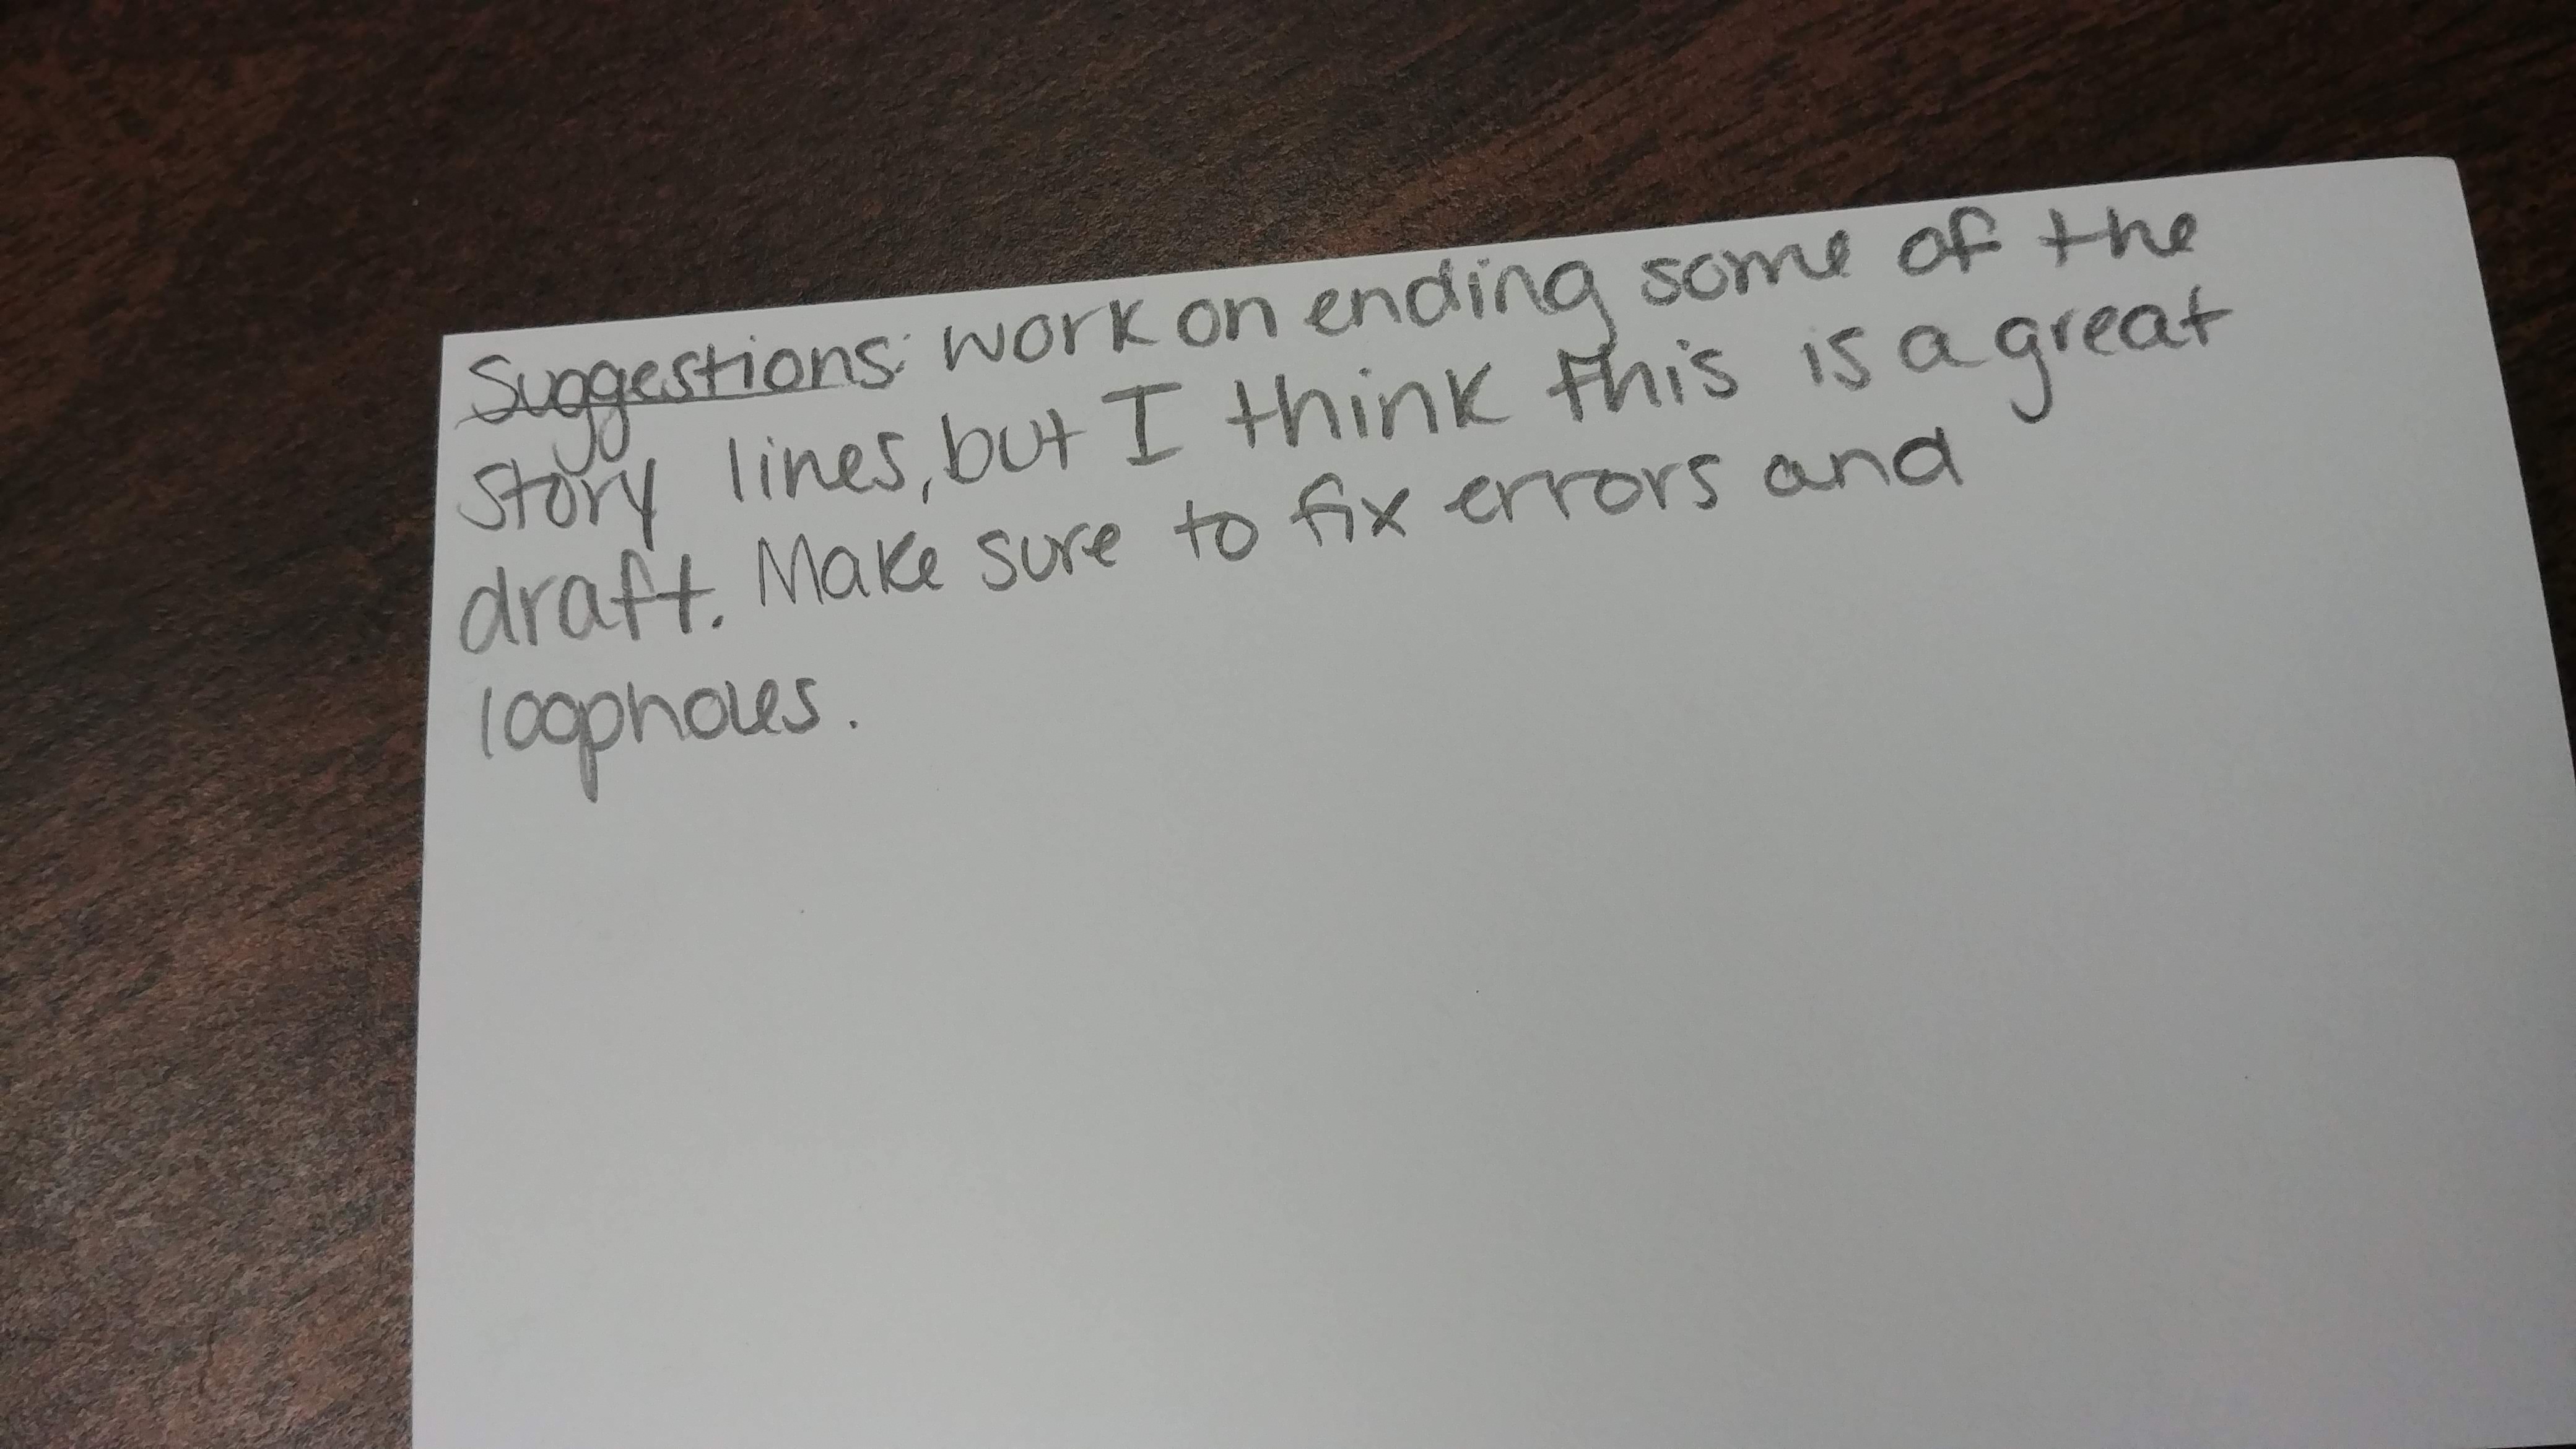 Suggestions: work on ending some of the
story lines, but I think this is a great
draft. Make sure to fix errors and
loopholes.